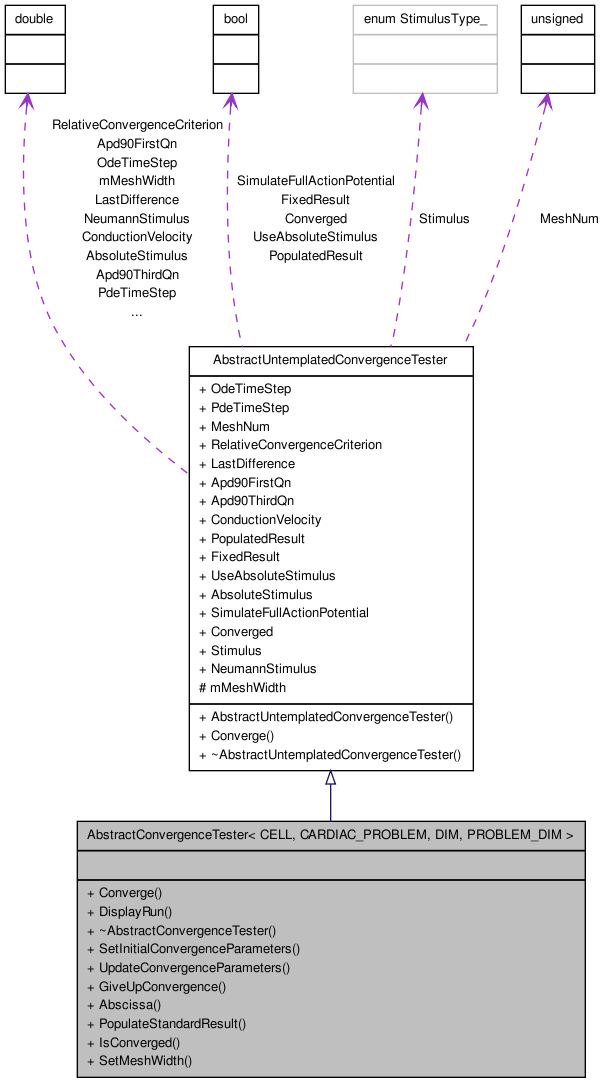 double
bool
enum StimulusType_
unsigned
RelativeConvergenceCriterion
Apd90FirstQn
OdeTimeStep
mMeshWidth
LastDifference
NeumannStimulus
ConductionVelocity
AbsoluteStimulus
Apd90ThirdQn
PdeTimeStep
...
SimulateFullActionPotential
FixedResult
Converged
UseAbsoluteStimulus
PopulatedResult
Stimulus
MeshNum
AbstractUntemplatedConvergenceTester
+ OdeTimeStep
+ PdeTimeStep
+ MeshNum
+ RelativeConvergenceCriterion
+ LastDifference
+ Apd90FirstQn
+ Apd90ThirdQn
+ ConductionVelocity
+ PopulatedResult
+ FixedResult
+ UseAbsoluteStimulus
+ AbsoluteStimulus
+ SimulateFullActionPotential
+ Converged
+ Stimulus
+ NeumannStimulus
# mMeshWidth
+ AbstractUntemplatedConvergenceTester()
+ Converge()
+ ~AbstractUntemplatedConvergenceTester()
AbstractConvergenceTester< CELL, CARDIAC_PROBLEM, DIM, PROBLEM_DIM >
+ Converge()
+ DisplayRun()
+ ~AbstractConvergenceTester()
+ SetInitialConvergenceParameters()
+ UpdateConvergenceParameters()
+ GiveUpConvergence()
+ Abscissa()
+ PopulateStandardResult()
+ IsConverged()
+ SetMeshWidth()